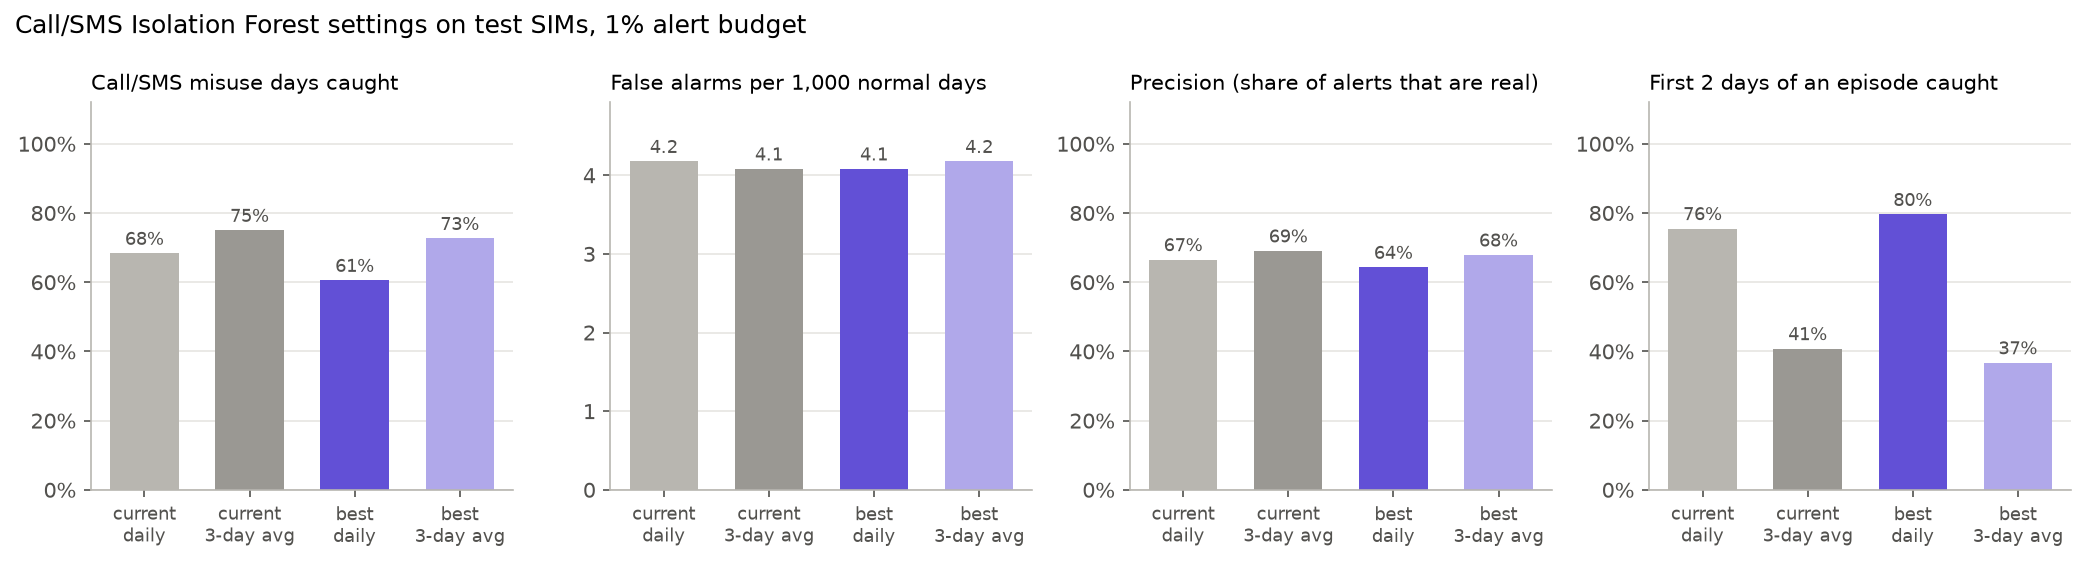 Call/SMS Isolation Forest settings on test SIMs, 1% alert budget
Call/SMS misuse days caught
100%
80%
60%
40%
20%
0%
68%
75%
61%
73%
current daily
current 3-day avg
best daily
best 3-day avg
False alarms per 1,000 normal days
4
3
2
1
0
4.2
4.1
4.1
4.2
current daily
current 3-day avg
best daily
best 3-day avg
Precision (share of alerts that are real)
100%
80%
60%
40%
20%
0%
67%
69%
64%
68%
current daily
current 3-day avg
best daily
best 3-day avg
First 2 days of an episode caught
100%
80%
60%
40%
20%
0%
76%
41%
80%
37%
current daily
current 3-day avg
best daily
best 3-day avg